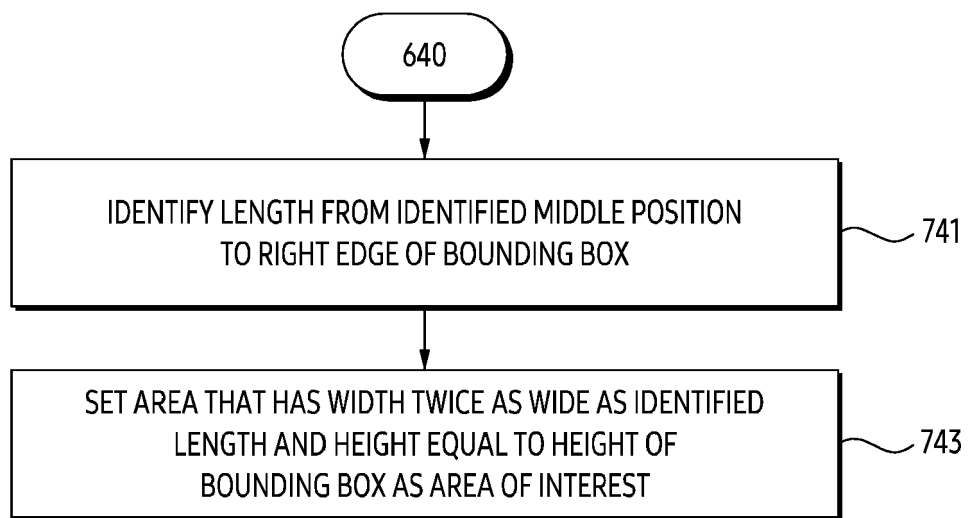 640
IDENTIFY LENGTH FROM IDENTIFIED MIDDLE POSITION
TO RIGHT EDGE OF BOUNDING BOX
741
SET AREA THAT HAS WIDTH TWICE AS WIDE AS IDENTIFIED
LENGTH AND HEIGHT EQUAL TO HEIGHT OF
BOUNDING BOX AS AREA OF INTEREST
743